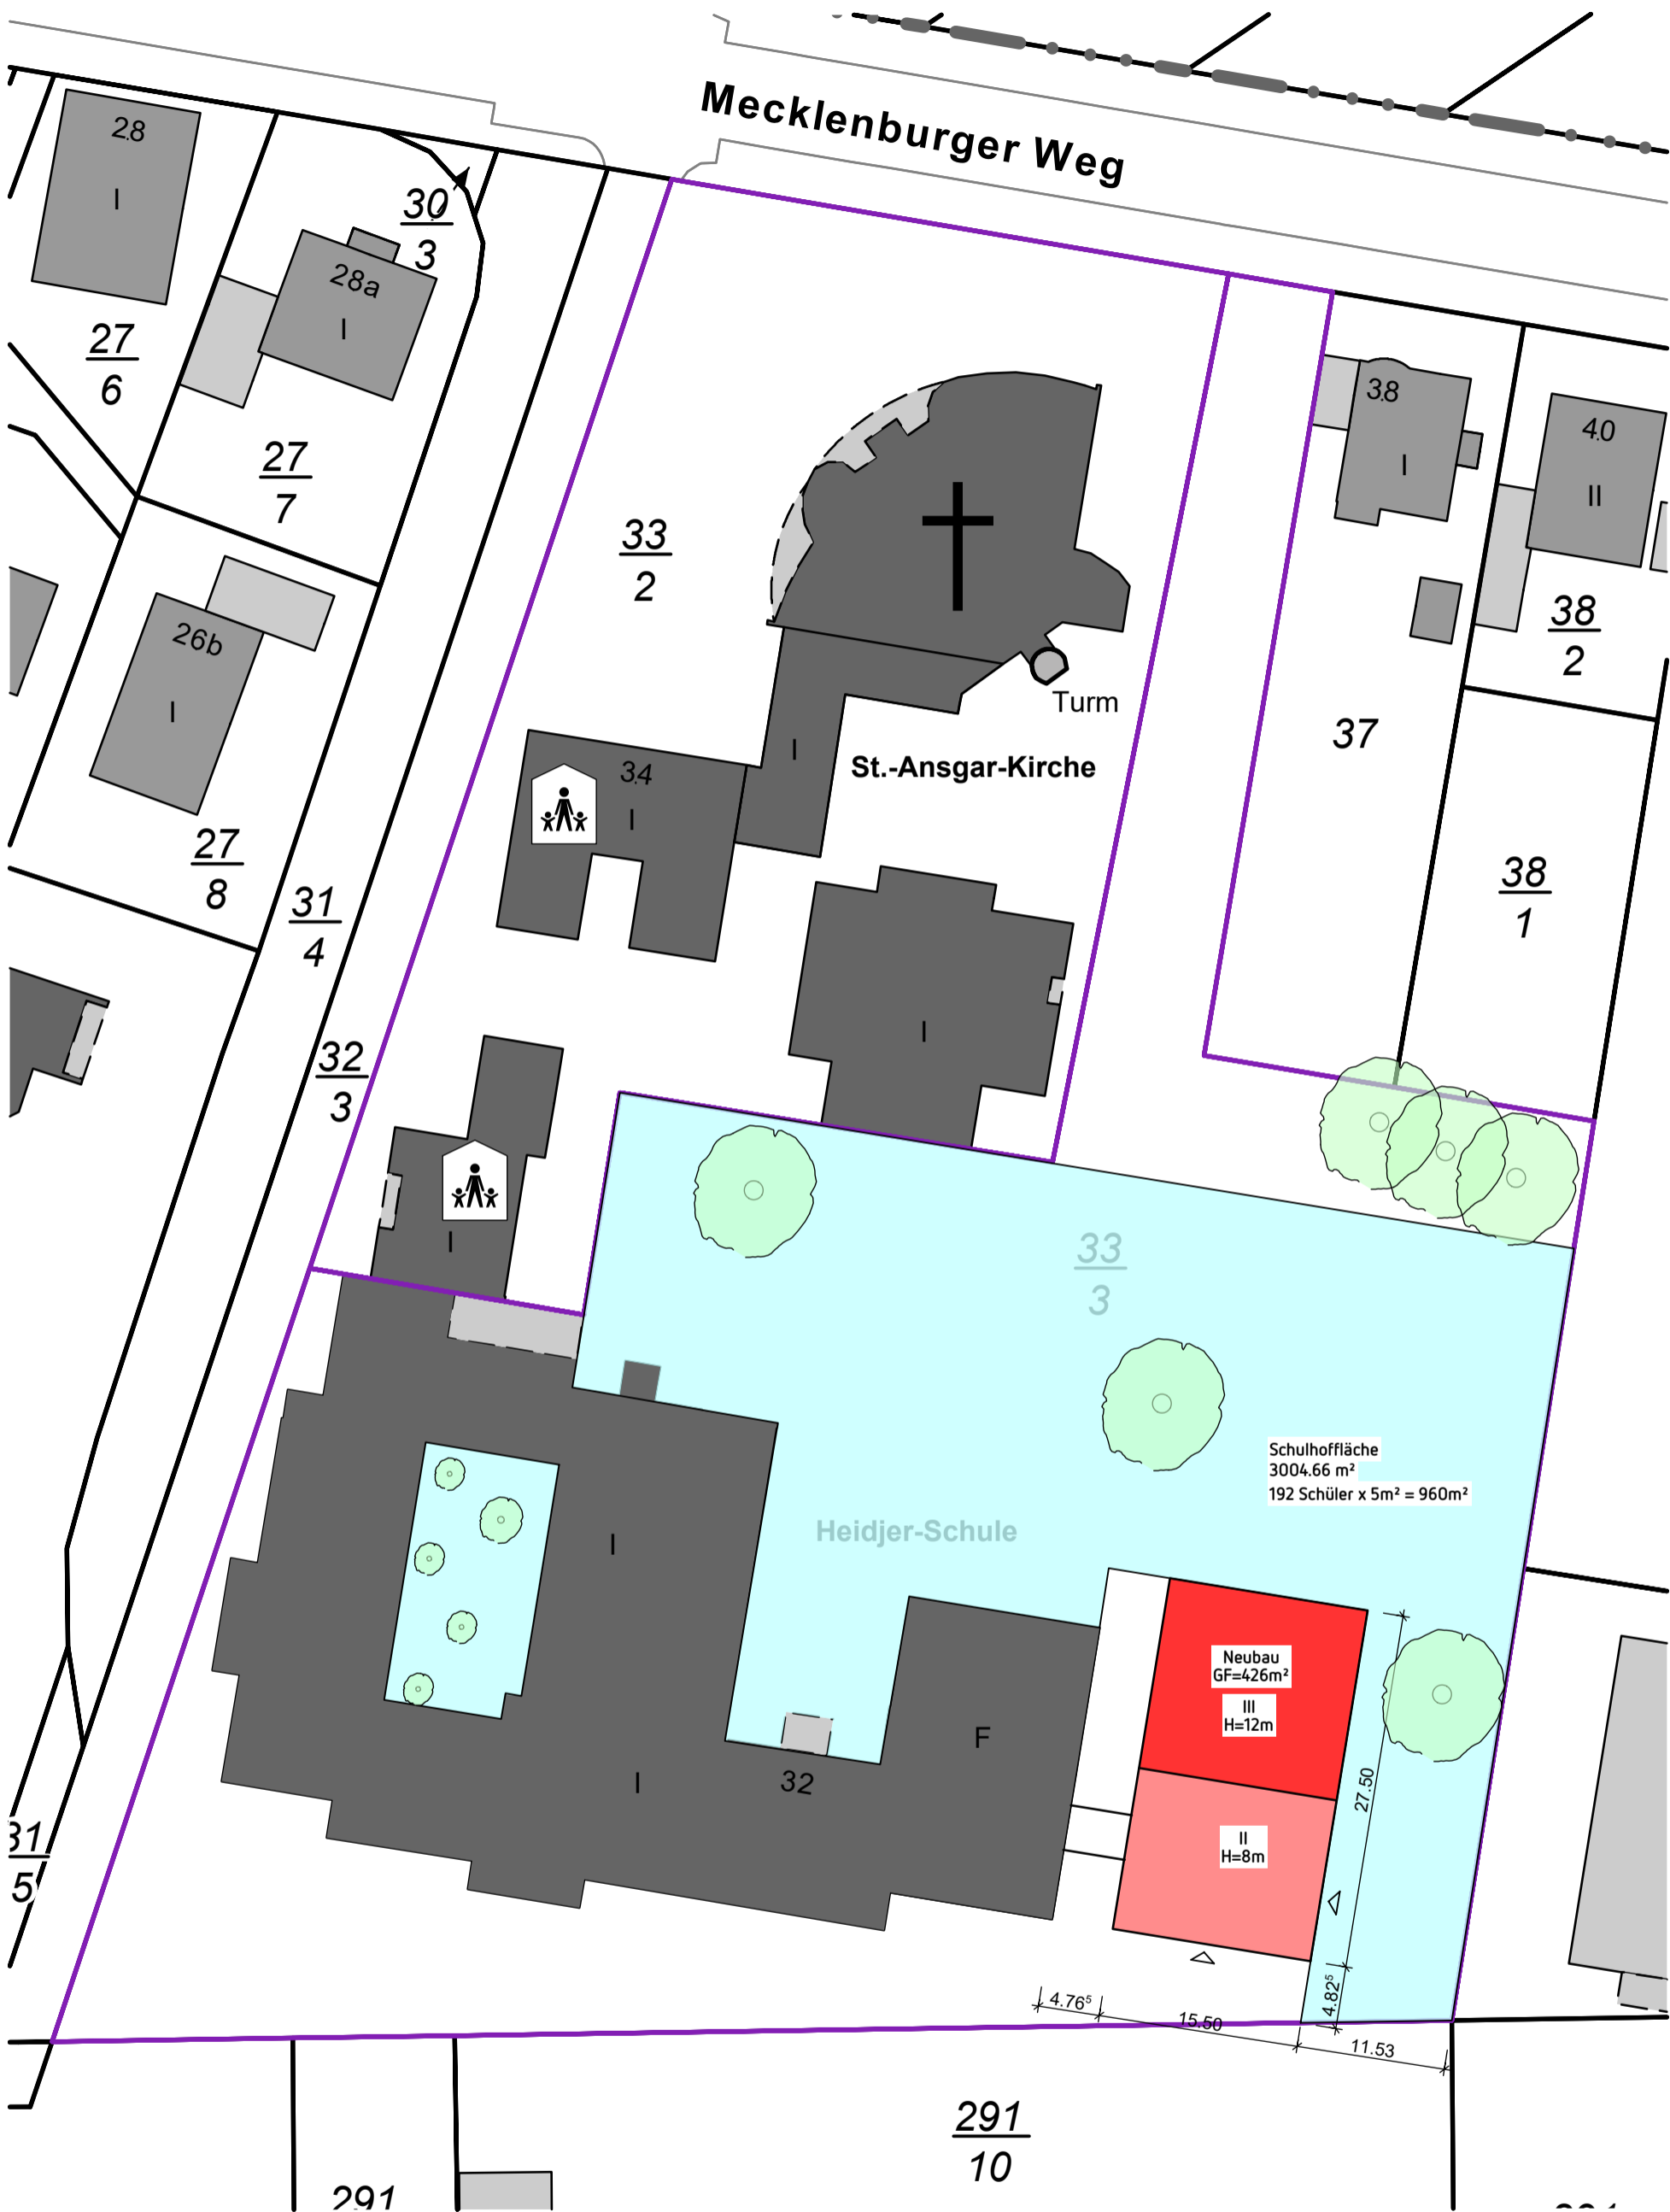 Mecklenburger Weg
28
I
30
3
28a
I
27
6
38
I
40
II
27
7
33
2
38
2
26b
I
Turm
37
I
St.-Ansgar-Kirche
34
I
27
8
31
4
38
1
I
32
3
I
33
3
Schulhoffläche
3004.66 m²
192 Schüler x 5m² = 960m²
Heidjer-Schule
I
Neubau
GF=426m²
III
H=12m
F
I
32
27.50
II
H=8m
31
5
4.76⁵
15.50
4.82⁵
11.53
291
10
291